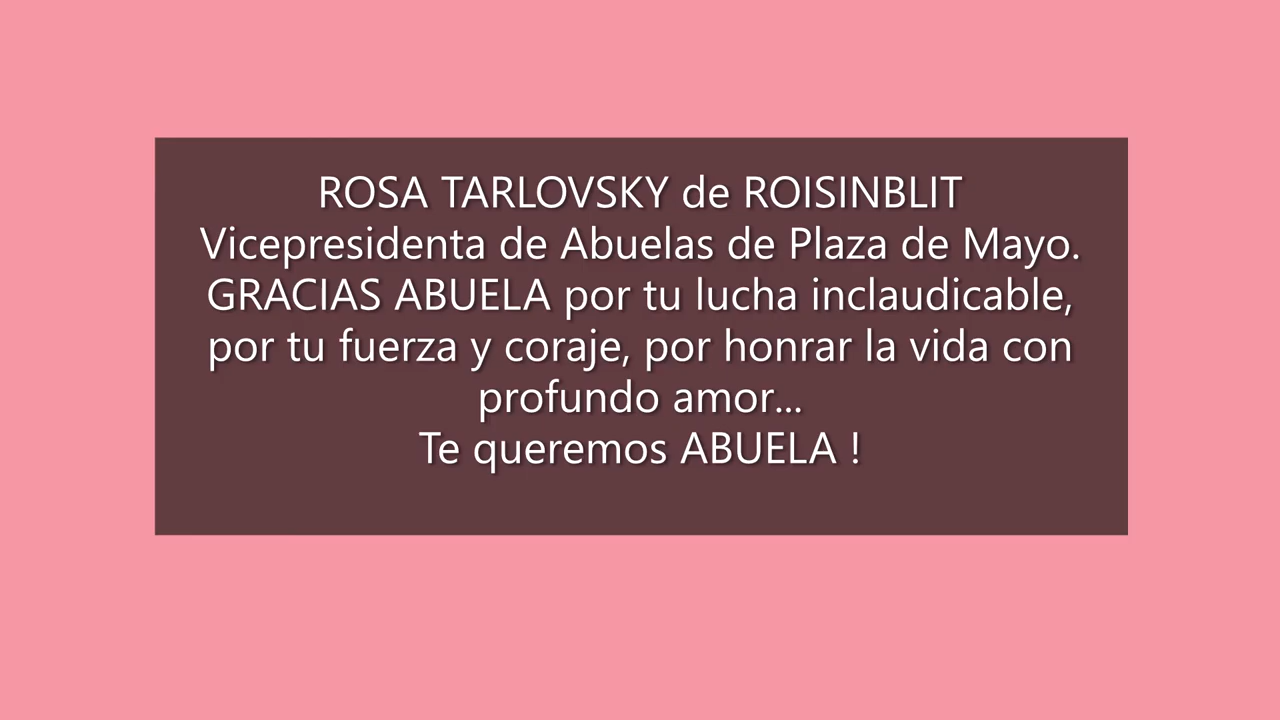 ROSA TARLOVSKY de ROISINBLIT
Vicepresidenta de Abuelas de Plaza de Mayo.
GRACIAS ABUELA por tu lucha inclaudicable,
por tu fuerza y coraje, por honrar la vida con
profundo amor...
Te queremos ABUELA !